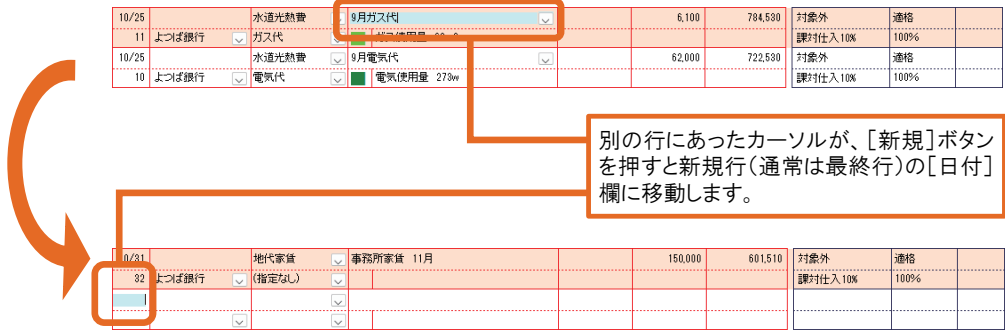 10/25 水道光熱費 9月ガス代 6,100 784,530 対象外 適格
11 よつば銀行 ガス代 課対仕入10% 100%
10/25 水道光熱費 9月電気代 62,000 722,530 対象外 適格
10 よつば銀行 電気代 電気使用量 273w 課対仕入10% 100%
別の行にあったカーソルが、[新規]ボタン
を押すと新規行(通常は最終行)の[日付]
欄に移動します。
10/31 地代家賃 事務所家賃 11月 150,000 601,510 対象外 適格
32 よつば銀行 (指定なし) 課対仕入10% 100%